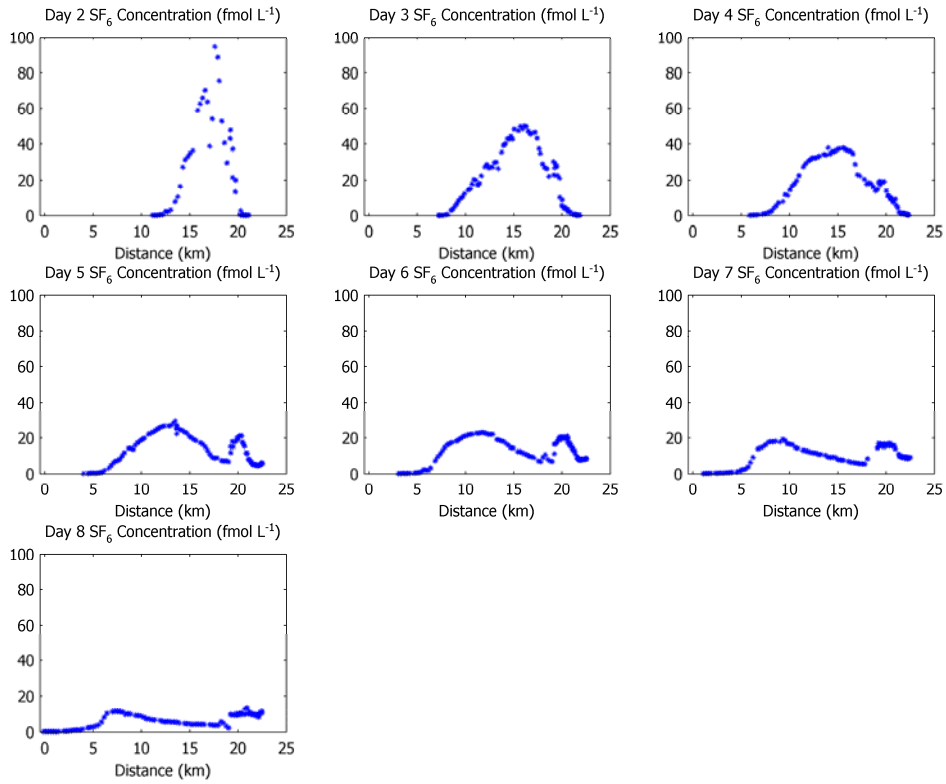 Day 2 SF6 Concentration (fmol L-1)
Day 3 SF6 Concentration (fmol L-1)
Day 4 SF6 Concentration (fmol L-1)
100
80
60
40
20
0
0 5 10 15 20 25
Distance (km)
100
80
60
40
20
0
0 5 10 15 20 25
Distance (km)
100
80
60
40
20
0
0 5 10 15 20 25
Distance (km)
Day 5 SF6 Concentration (fmol L-1)
Day 6 SF6 Concentration (fmol L-1)
Day 7 SF6 Concentration (fmol L-1)
100
80
60
40
20
0
0 5 10 15 20 25
Distance (km)
100
80
60
40
20
0
0 5 10 15 20 25
Distance (km)
100
80
60
40
20
0
0 5 10 15 20 25
Distance (km)
Day 8 SF6 Concentration (fmol L-1)
100
80
60
40
20
0
0 5 10 15 20 25
Distance (km)